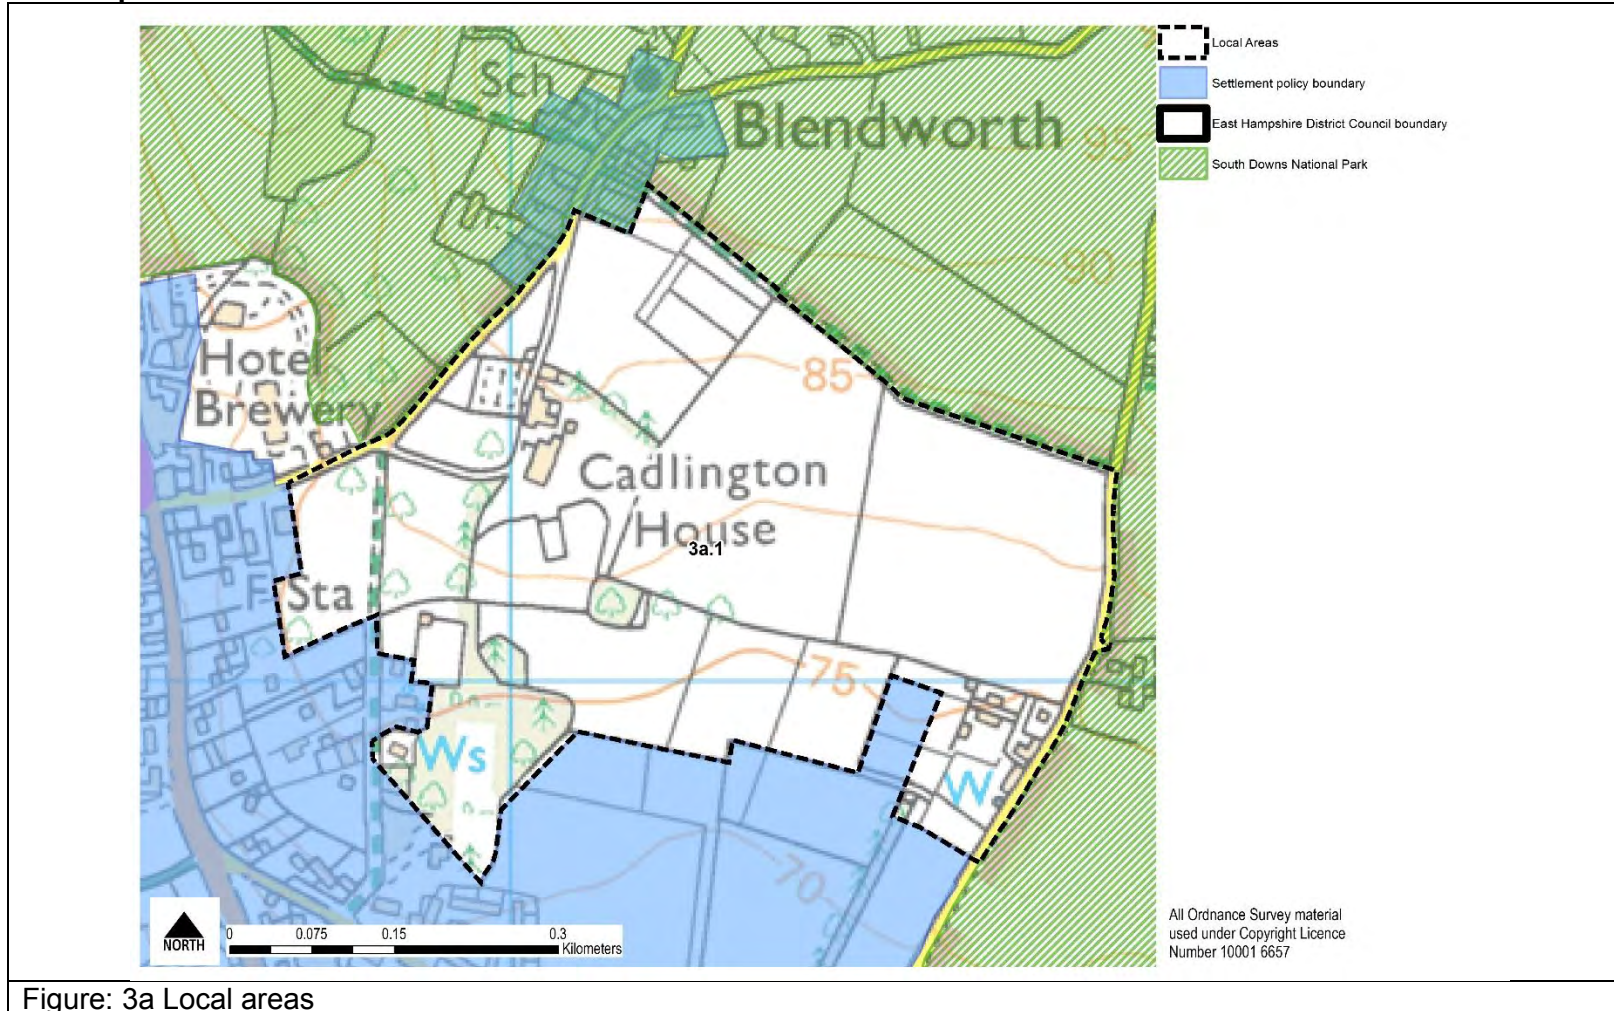 Sch
Blendworth
95
90
Hotel
Brewery
85
Cadlington
House
3a.1
Sta
75
Ws
W
70
NORTH
0 0.075 0.15 0.3
Kilometers
Local Areas
Settlement policy boundary
East Hampshire District Council boundary
South Downs National Park
All Ordnance Survey material
used under Copyright Licence
Number 10001 6657
Figure: 3a Local areas